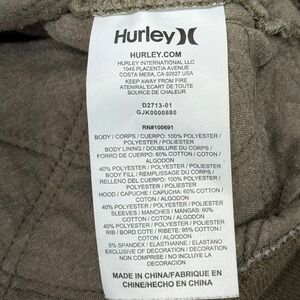 Hurley
HURLEY.COM
HURLEY INTERNATIONAL LLC
1945 PLACENTIA AVENUE
COSTA MESA, CA 92627 USA
KEEP AWAY FROM FIRE
ATENIRAL'ECART DE TOUTE
SOURCE DE CHALEUR
D2713-01
GJK0000880
RN#100691
BODY / CORPS / CUERPO: 100% POLYESTER
/ POLYESTER / POLIESTER
BODY LINING / DOUBLURE DU CORPS /
FORRO DE CUERPO: 60% COTTON / COTON /
ALGODON
40% POLYESTER / POLYESTER / POLIESTER
BODY FILL / REMPLISSAGE DU CORPS /
RELLENO DEL CUERPO: 100% POLYESTER /
POLYESTER / POLIESTER
HOOD / CAPUCHE / CAPUCHA: 60% COTTON /
COTON / ALGODON
40% POLYESTER / POLYESTER / POLIESTER
SLEEVES / MANCHES / MANGAS: 60%
COTTON / COTON / ALGODON
40% POLYESTER / POLYESTER / POLIESTER
RIB / BORD COTE / RIBETE: 95% COTTON /
COTON / ALGODON
5% SPANDEX / ELASTHANNE / ELASTANO
EXCLUSIVE OF DECORATION / DECORATION
NON COMPRISE / NO INCLUYE LA
DECORACION
MADE IN CHINA/FABRIQUE EN
CHINE/HECHO EN CHINA